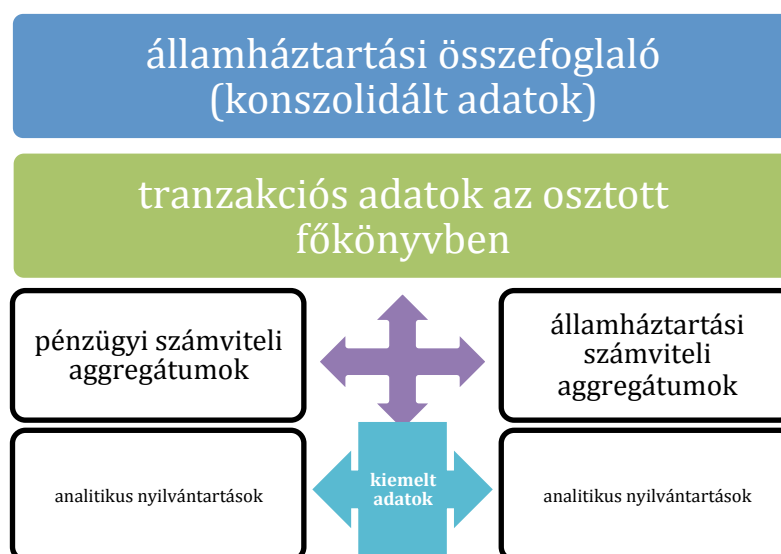 államháztartási összefoglaló
(konszolidált adatok)
tranzakciós adatok az osztott
főkönyvben
pénzügyi számviteli
aggregátumok
államháztartási
számviteli
aggregátumok
analitikus nyilvántartások
kiemelt
adatok
analitikus nyilvántartások